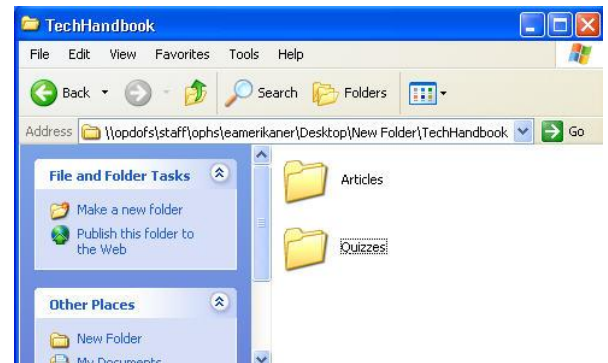 TechHandbook
File Edit View Favorites Tools Help
Back Search Folders
Address \\opdofs\staff\ophs\eamerikaner\Desktop\New Folder\TechHandbook Go
File and Folder Tasks
Make a new folder
Publish this folder to
the Web
Other Places
New Folder
My Documents
Articles
Quizzes